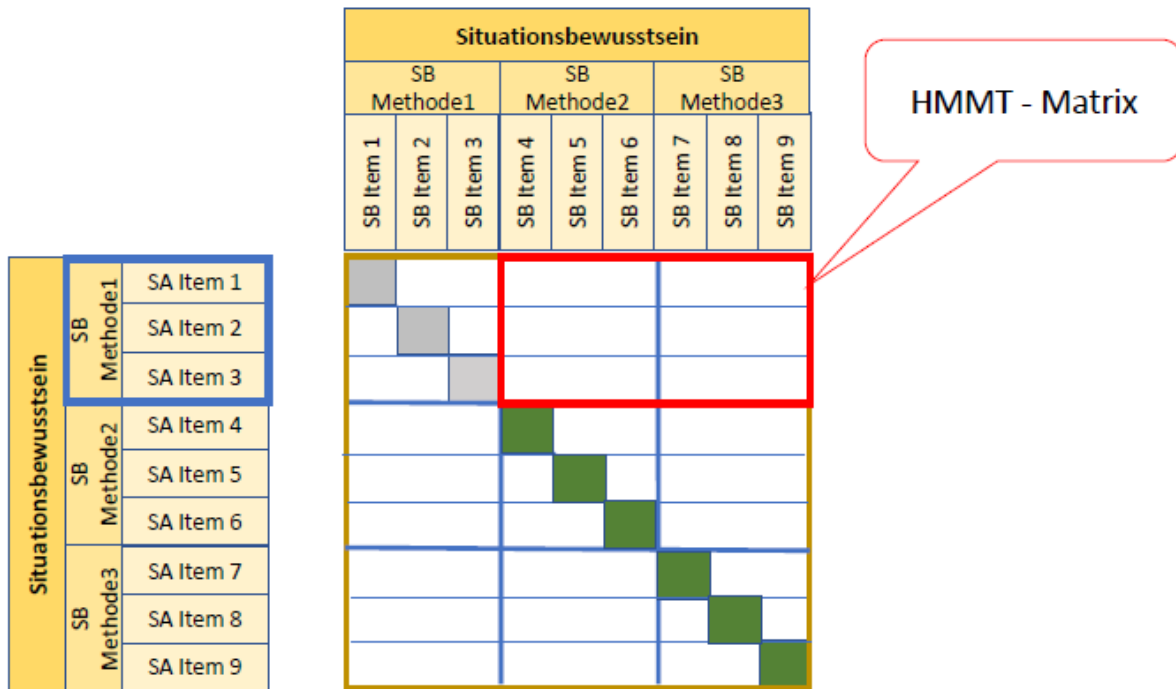 Situationsbewusstsein
SB
Methode1
SB
Methode2
SB
Methode3
HMMT - Matrix
SB Item 1
SB Item 2
SB Item 3
SB Item 4
SB Item 5
SB Item 6
SB Item 7
SB Item 8
SB Item 9
Situationsbewusstsein
SB
Methode1
SA Item 1
SA Item 2
SA Item 3
SB
Methode2
SA Item 4
SA Item 5
SA Item 6
SB
Methode3
SA Item 7
SA Item 8
SA Item 9